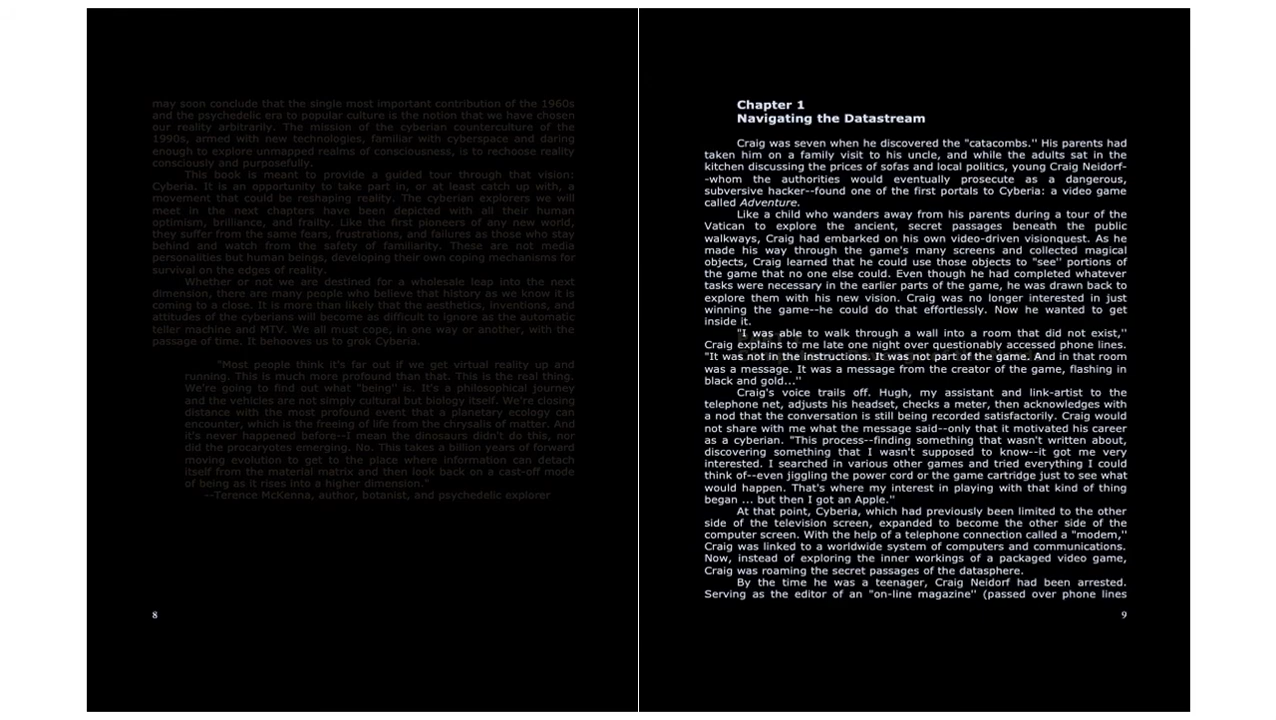 may soon conclude that the single most important contribution of the 1960s
and the psychedelic era to popular culture is the notion that we have chosen
our reality arbitrarily. The mission of the cyberian counterculture of the
1990s, armed with new technologies, familiar with cyberspace and daring
enough to explore unmapped realms of consciousness, is to rechoose reality
consciously and purposefully.
This book is meant to provide a guided tour through that vision:
Cyberia. It is an opportunity to take part in, or at least catch up with, a
movement that could be reshaping reality. The cyberian explorers we will
meet in the next chapters have been depicted with all their human
optimism, brilliance, and frailty. Like the first pioneers of any new world,
they suffer from the same fears, frustrations, and failures as those who stay
behind and watch from the safety of familiarity. These are not media
personalities but human beings, developing their own coping mechanisms for
survival on the edges of reality.
Whether or not we are destined for a wholesale leap into the next
dimension, there are many people who believe that history as we know it is
coming to a close. It is more than likely that the aesthetics, inventions, and
attitudes of the cyberians will become as difficult to ignore as the automatic
teller machine and MTV. We all must cope, in one way or another, with the
passage of time. It behooves us to grok Cyberia.
"Most people think it's far out if we get virtual reality up and
running. This is much more profound than that. This is the real thing.
We're going to find out what "being" is. It's a philosophical journey
and the vehicles are not simply cultural but biology itself. We're closing
distance with the most profound event that a planetary ecology can
encounter, which is the freeing of life from the chrysalis of matter. And
it's never happened before--I mean the dinosaurs didn't do this, nor
did the procaryotes emerging. No. This takes a billion years of forward
moving evolution to get to the place where information can detach
itself from the material matrix and then look back on a cast-off mode
of being as it rises into a higher dimension."
--Terence McKenna, author, botanist, and psychedelic explorer
8
Chapter 1
Navigating the Datastream
Craig was seven when he discovered the "catacombs." His parents had
taken him on a family visit to his uncle, and while the adults sat in the
kitchen discussing the prices of sofas and local politics, young Craig Neidorf-
-whom the authorities would eventually prosecute as a dangerous,
subversive hacker--found one of the first portals to Cyberia: a video game
called Adventure.
Like a child who wanders away from his parents during a tour of the
Vatican to explore the ancient, secret passages beneath the public
walkways, Craig had embarked on his own video-driven visionquest. As he
made his way through the game's many screens and collected magical
objects, Craig learned that he could use those objects to "see" portions of
the game that no one else could. Even though he had completed whatever
tasks were necessary in the earlier parts of the game, he was drawn back to
explore them with his new vision. Craig was no longer interested in just
winning the game--he could do that effortlessly. Now he wanted to get
inside it.
"I was able to walk through a wall into a room that did not exist,"
Craig explains to me late one night over questionably accessed phone lines.
"It was not in the instructions. It was not part of the game. And in that room
was a message. It was a message from the creator of the game, flashing in
black and gold..."
Craig's voice trails off. Hugh, my assistant and link-artist to the
telephone net, adjusts his headset, checks a meter, then acknowledges with
a nod that the conversation is still being recorded satisfactorily. Craig would
not share with me what the message said--only that it motivated his career
as a cyberian. "This process--finding something that wasn't written about,
discovering something that I wasn't supposed to know--it got me very
interested. I searched in various other games and tried everything I could
think of--even jiggling the power cord or the game cartridge just to see what
would happen. That's where my interest in playing with that kind of thing
began ... but then I got an Apple."
At that point, Cyberia, which had previously been limited to the other
side of the television screen, expanded to become the other side of the
computer screen. With the help of a telephone connection called a "modem,"
Craig was linked to a worldwide system of computers and communications.
Now, instead of exploring the inner workings of a packaged video game,
Craig was roaming the secret passages of the datasphere.
By the time he was a teenager, Craig Neidorf had been arrested.
Serving as the editor of an "on-line magazine" (passed over phone lines
9